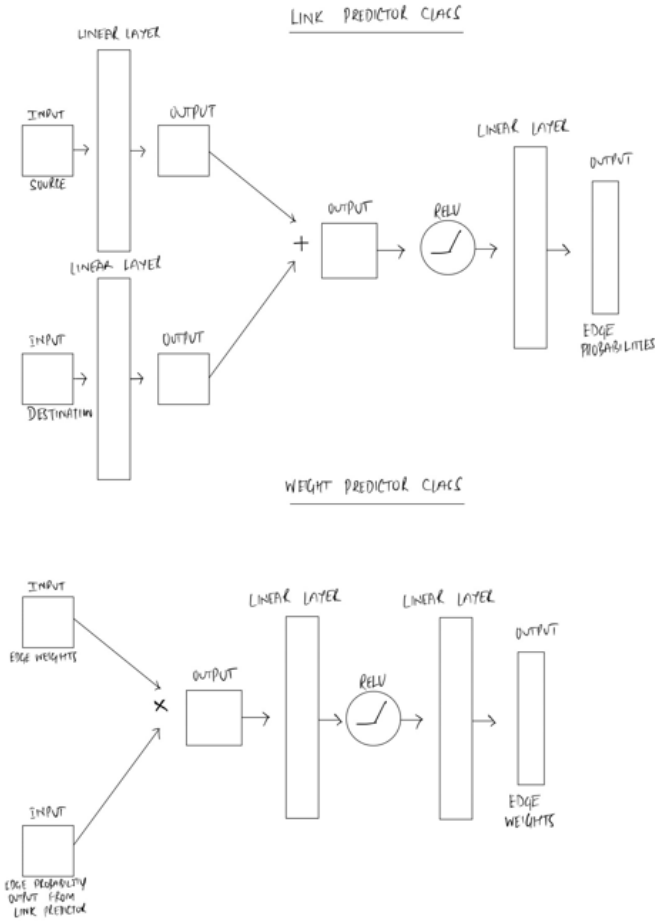 LINK PREDICTOR CLASS
LINEAR LAYER
INPUT
OUTPUT
SOURCE
LINEAR LAYER
OUTPUT
OUTPUT
RELU
+
LINEAR LAYER
INPUT
OUTPUT
EDGE
PROBABILITIES
DESTINATION
WEIGHT PREDICTOR CLASS
INPUT
LINEAR LAYER
LINEAR LAYER
OUTPUT
EDGE WEIGHTS
OUTPUT
RELU
×
INPUT
EDGE
WEIGHTS
EDGE PROBABILITY
OUTPUT FROM
LINK PREDICTOR